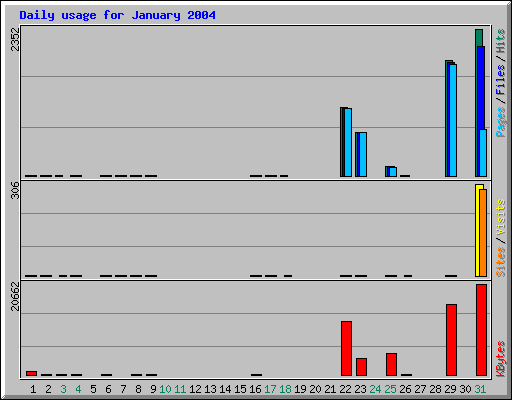 Daily usage for January 2004
2352
Pages / Files / Hits
306
Sites / Visits
20662
KBytes
1 2 3 4 5 6 7 8 9 10 11 12 13 14 15 16 17 18 19 20 21 22 23 24 25 26 27 28 29 30 31